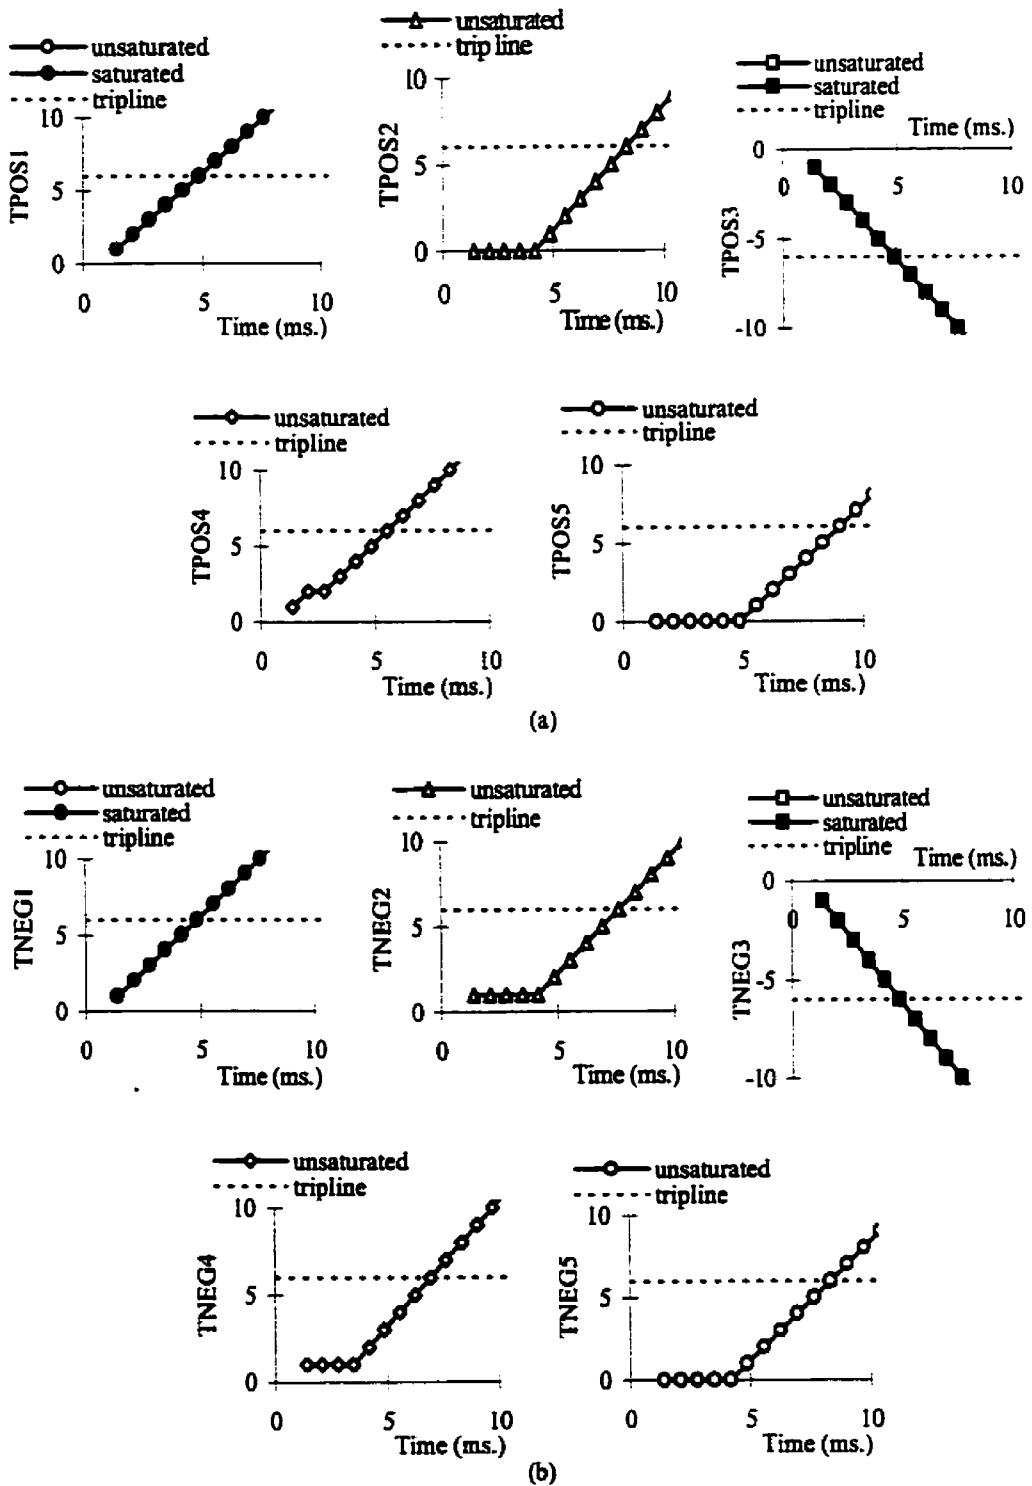 unsaturated
saturated
tripline
10
5
0
TPOS1
0 5 10
Time (ms.)
unsaturated
trip line
10
5
0
TPOS2
0 5 10
Time (ms.)
unsaturated
saturated
tripline
Time (ms.)
0
0 5 10
-5
-10
TPOS3
unsaturated
tripline
10
5
0
TPOS4
0 5 10
Time (ms.)
unsaturated
tripline
10
5
0
TPOS5
0 5 10
Time (ms.)
(a)
unsaturated
saturated
tripline
10
5
0
TNEG1
0 5 10
Time (ms.)
unsaturated
tripline
10
5
0
TNEG2
0 5 10
Time (ms.)
unsaturated
saturated
tripline
Time (ms.)
0
0 5 10
-5
-10
TNEG3
unsaturated
tripline
10
5
0
TNEG4
0 5 10
Time (ms.)
unsaturated
tripline
10
5
0
TNEG5
0 5 10
Time (ms.)
(b)